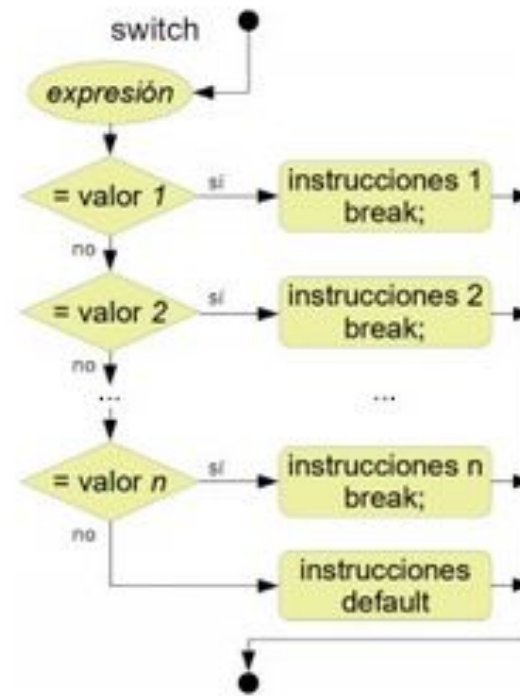 switch
expresión
= valor 1
sí
instrucciones 1
break;
no
= valor 2
sí
instrucciones 2
break;
no
...
...
= valor n
sí
instrucciones n
break;
no
instrucciones
default